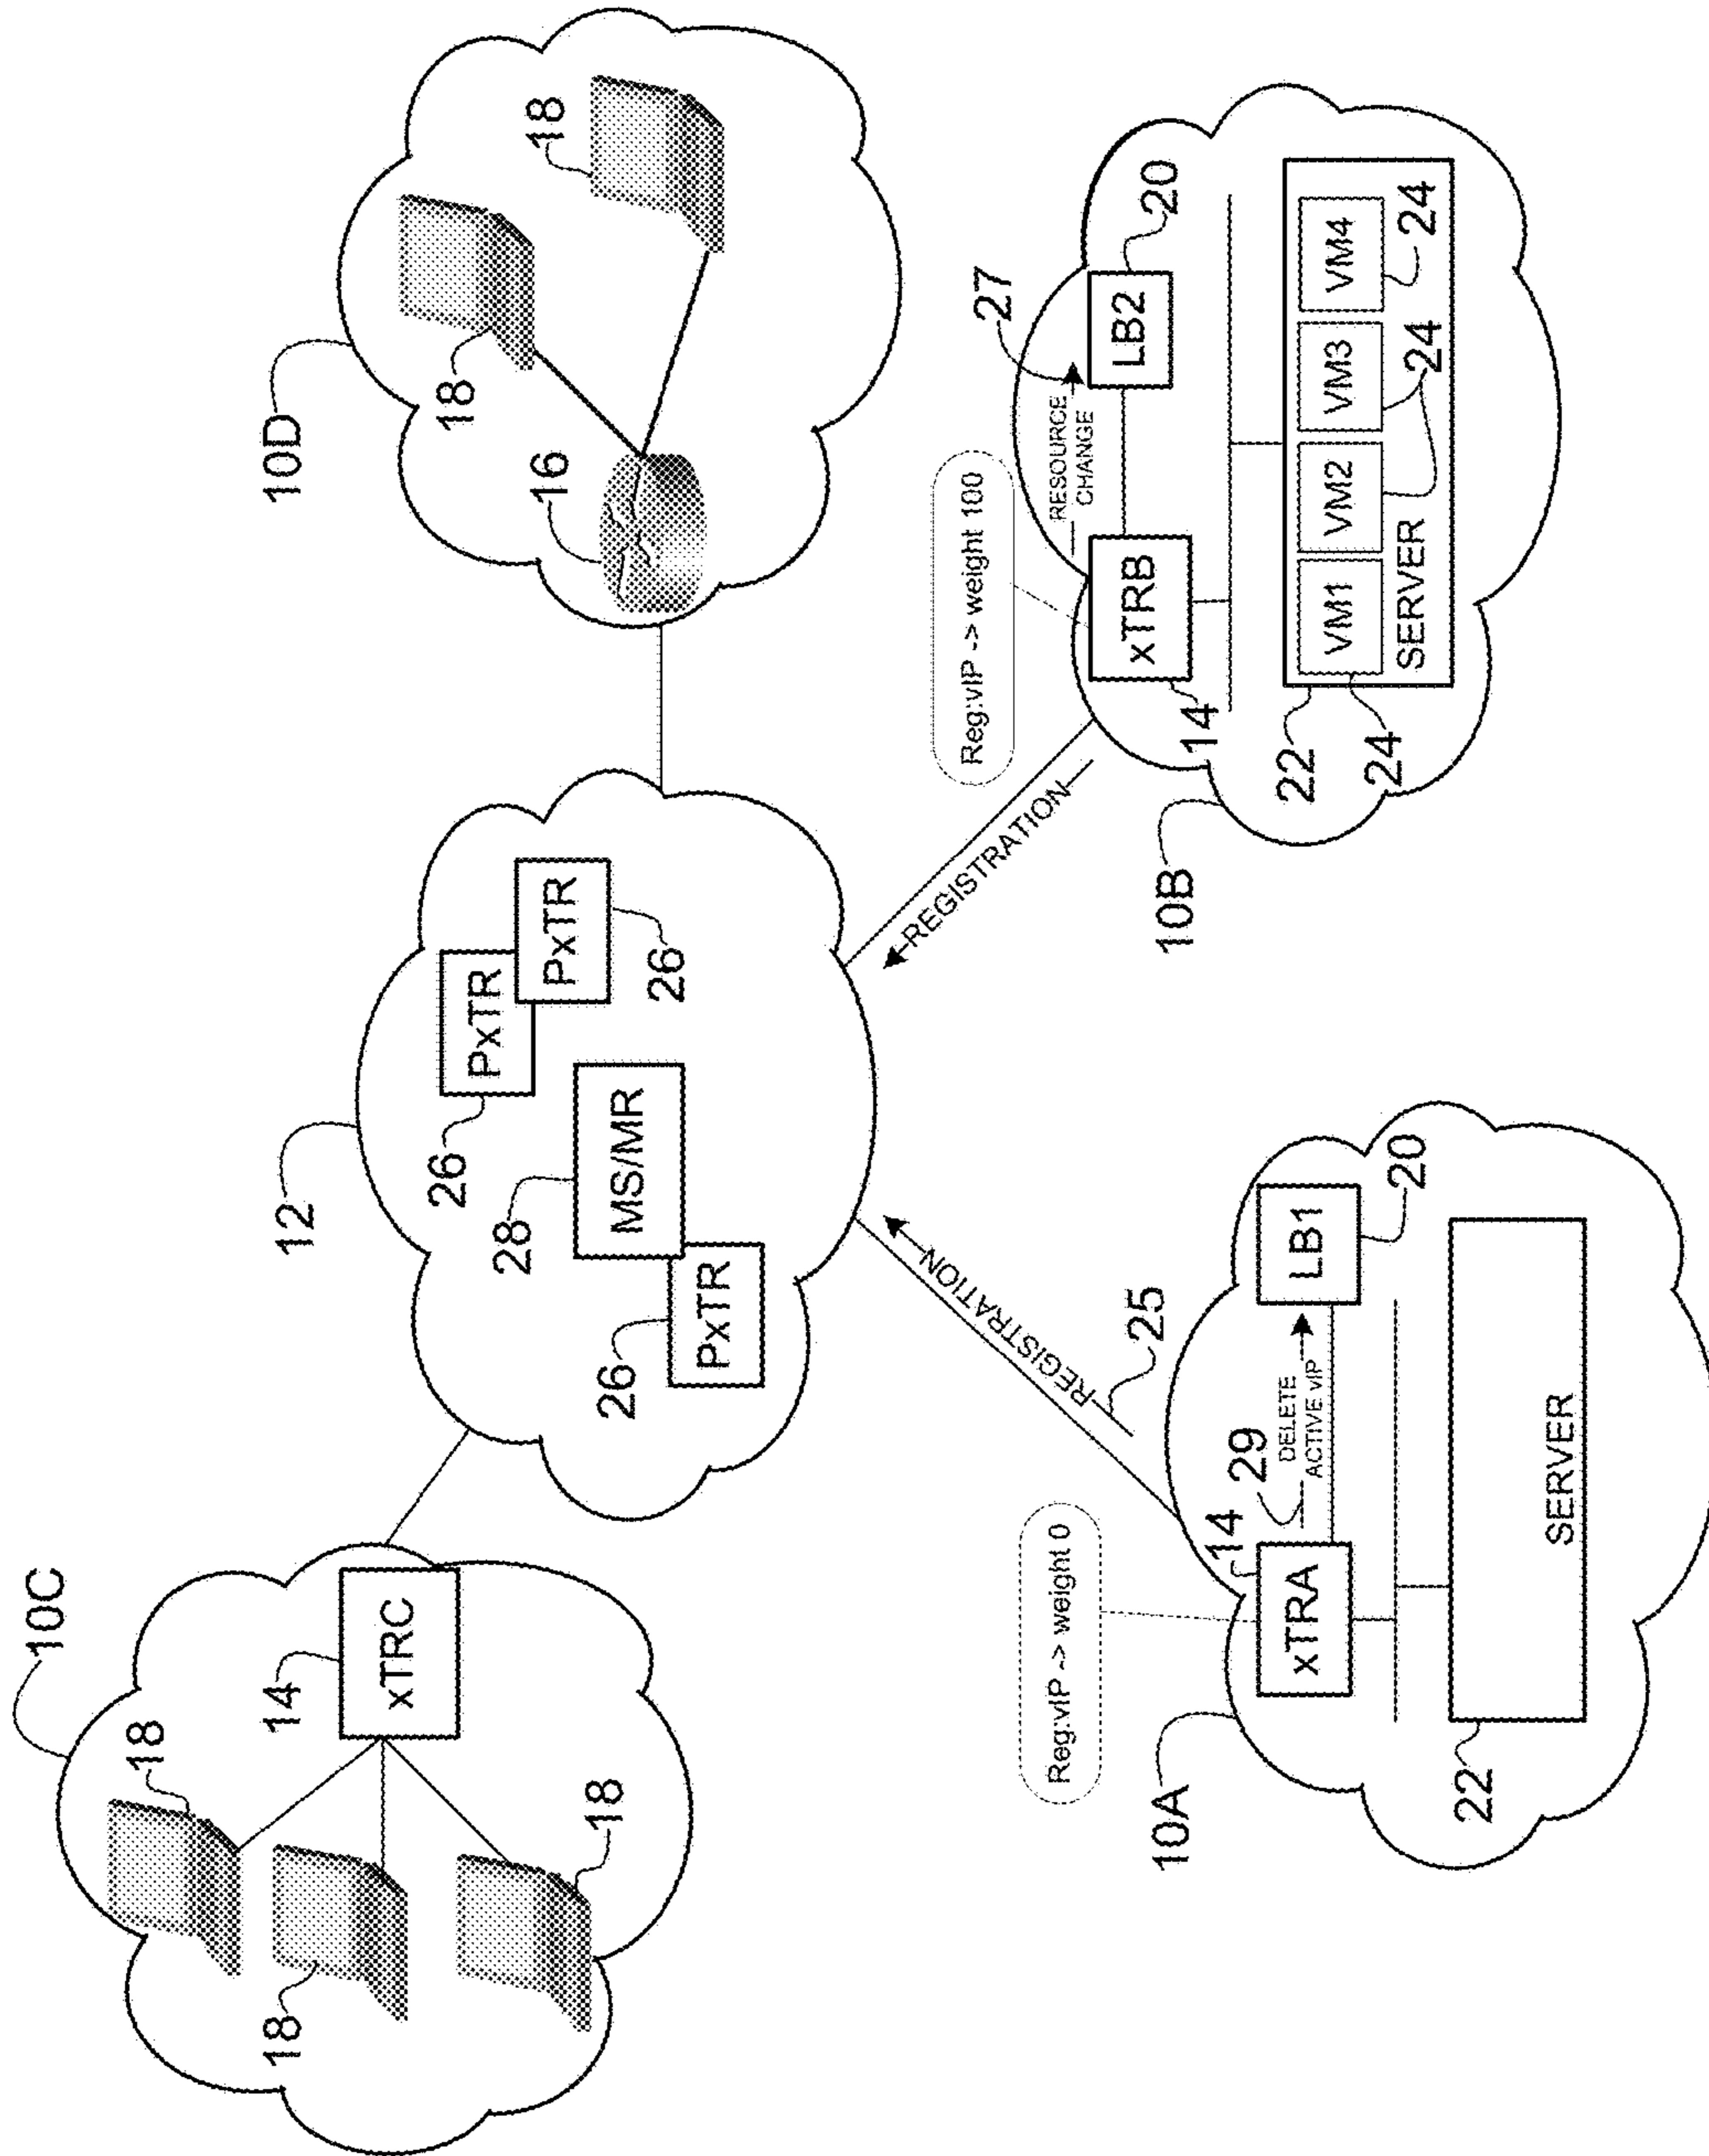 10C
18
18
18
14
xTRC
12
26
PxTR
PxTR
26
28
MS/MR
26
PxTR
10D
18
18
16
REGISTRATION
25
REGISTRATION
10A
Reg:vIP -> weight 0
14
xTRA
29
DELETE
ACTIVE vIP
LB1
20
22
SERVER
10B
Reg:vIP -> weight 100
14
xTRB
RESOURCE
CHANGE
27
LB2
20
22
VM1
VM2
VM3
VM4
SERVER
24
24
24